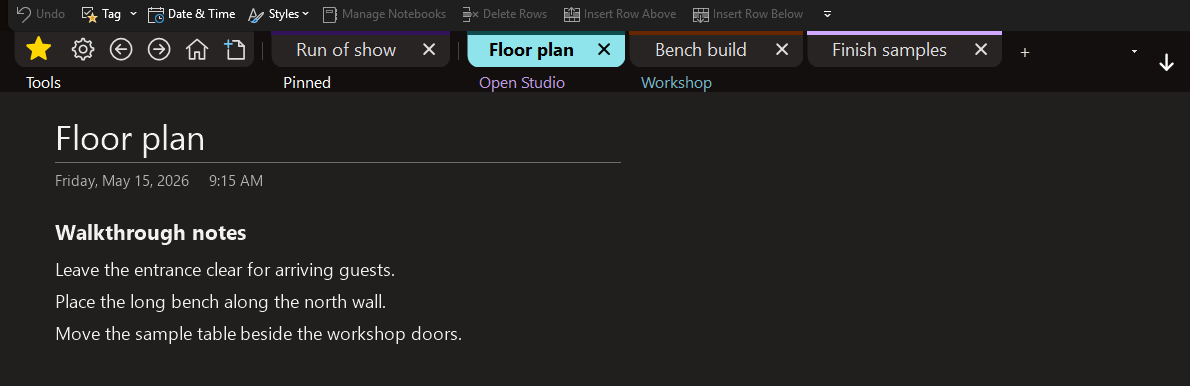 Undo Tag Date & Time Styles Manage Notebooks Delete Rows Insert Row Above Insert Row Below
Run of show Floor plan Bench build Finish samples +
Tools Pinned Open Studio Workshop
Floor plan
Friday, May 15, 2026 9:15 AM
Walkthrough notes
Leave the entrance clear for arriving guests.
Place the long bench along the north wall.
Move the sample table beside the workshop doors.